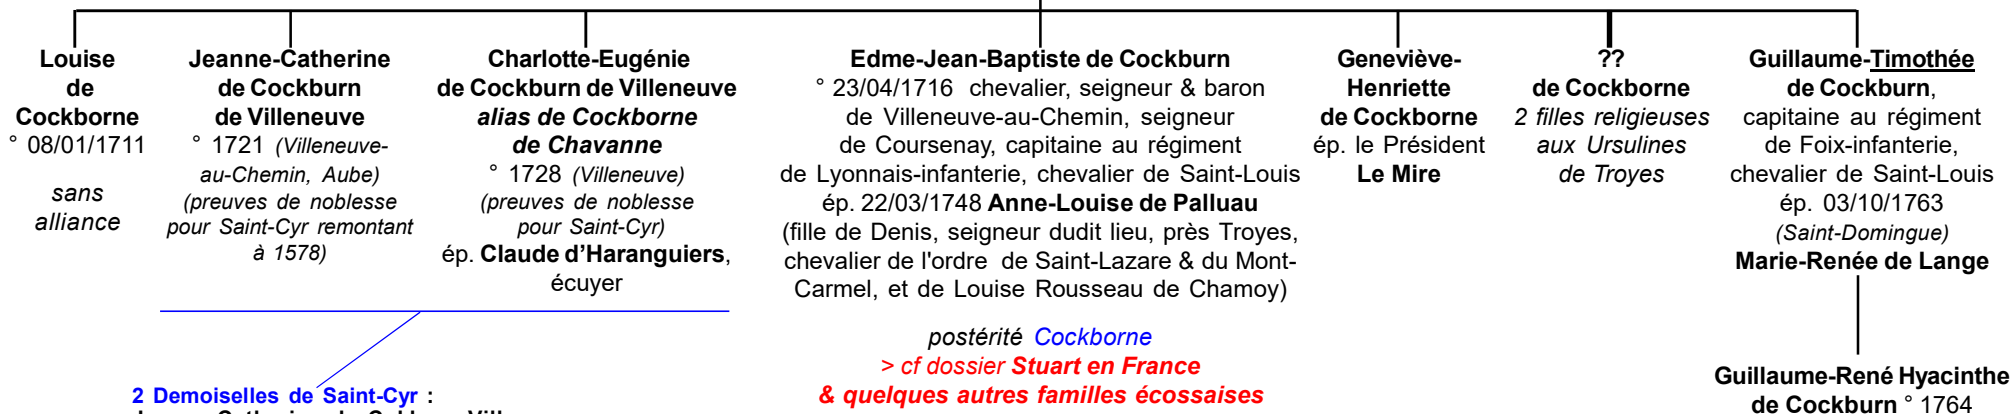 Louise
de
Cockborne
° 08/01/1711
sans
alliance
Jeanne-Catherine
de Cockburn
de Villeneuve
° 1721 (Villeneuve-
au-Chemin, Aube)
(preuves de noblesse
pour Saint-Cyr remontant
à 1578)
Charlotte-Eugénie
de Cockburn de Villeneuve
alias de Cockborne
de Chavanne
° 1728 (Villeneuve)
(preuves de noblesse
pour Saint-Cyr)
ép. Claude d'Haranguiers,
écuyer
2 Demoiselles de Saint-Cyr :
Edme-Jean-Baptiste de Cockburn
° 23/04/1716 chevalier, seigneur & baron
de Villeneuve-au-Chemin, seigneur
de Coursenay, capitaine au régiment
de Lyonnais-infanterie, chevalier de Saint-Louis
ép. 22/03/1748 Anne-Louise de Palluau
(fille de Denis, seigneur dudit lieu, près Troyes,
chevalier de l'ordre de Saint-Lazare & du Mont-
Carmel, et de Louise Rousseau de Chamoy)
postérité Cockborne
> cf dossier Stuart en France
& quelques autres familles écossaises
Geneviève-
Henriette
de Cockborne
ép. le Président
Le Mire
??
de Cockborne
2 filles religieuses
aux Ursulines
de Troyes
Guillaume-Timothée
de Cockburn,
capitaine au régiment
de Foix-infanterie,
chevalier de Saint-Louis
ép. 03/10/1763
(Saint-Domingue)
Marie-Renée de Lange
Guillaume-René Hyacinthe
de Cockburn ° 1764